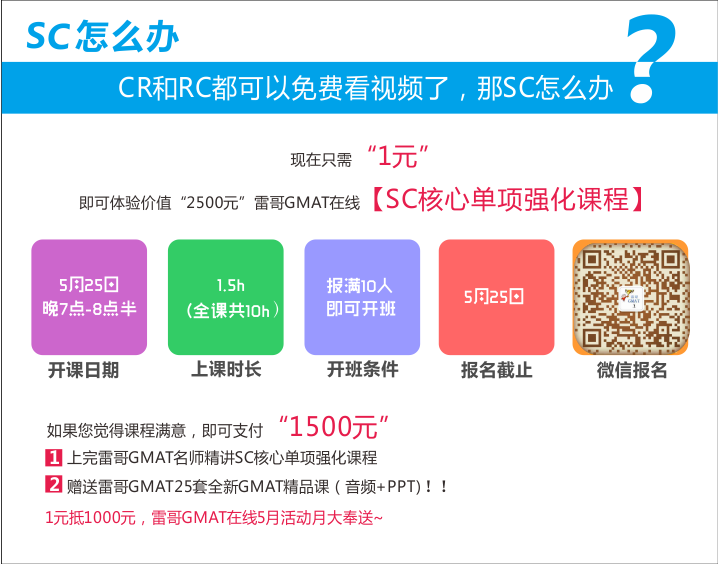 SC怎么办
?
CR和RC都可以免费看视频了，那SC怎么办
现在只需 “1元”
即可体验价值“2500元”雷哥GMAT在线【SC核心单项强化课程】
5月25日
晚7点-8点半
开课日期
1.5h
(全课共10h）
上课时长
报满10人
即可开班
开班条件
5月25日
报名截止
GMAT
微信报名
如果您觉得课程满意，即可支付 “1500元”
1 上完雷哥GMAT名师精讲SC核心单项强化课程
2 赠送雷哥GMAT25套全新GMAT精品课（音频+PPT)！！
1元抵1000元，雷哥GMAT在线5月活动月大奉送~